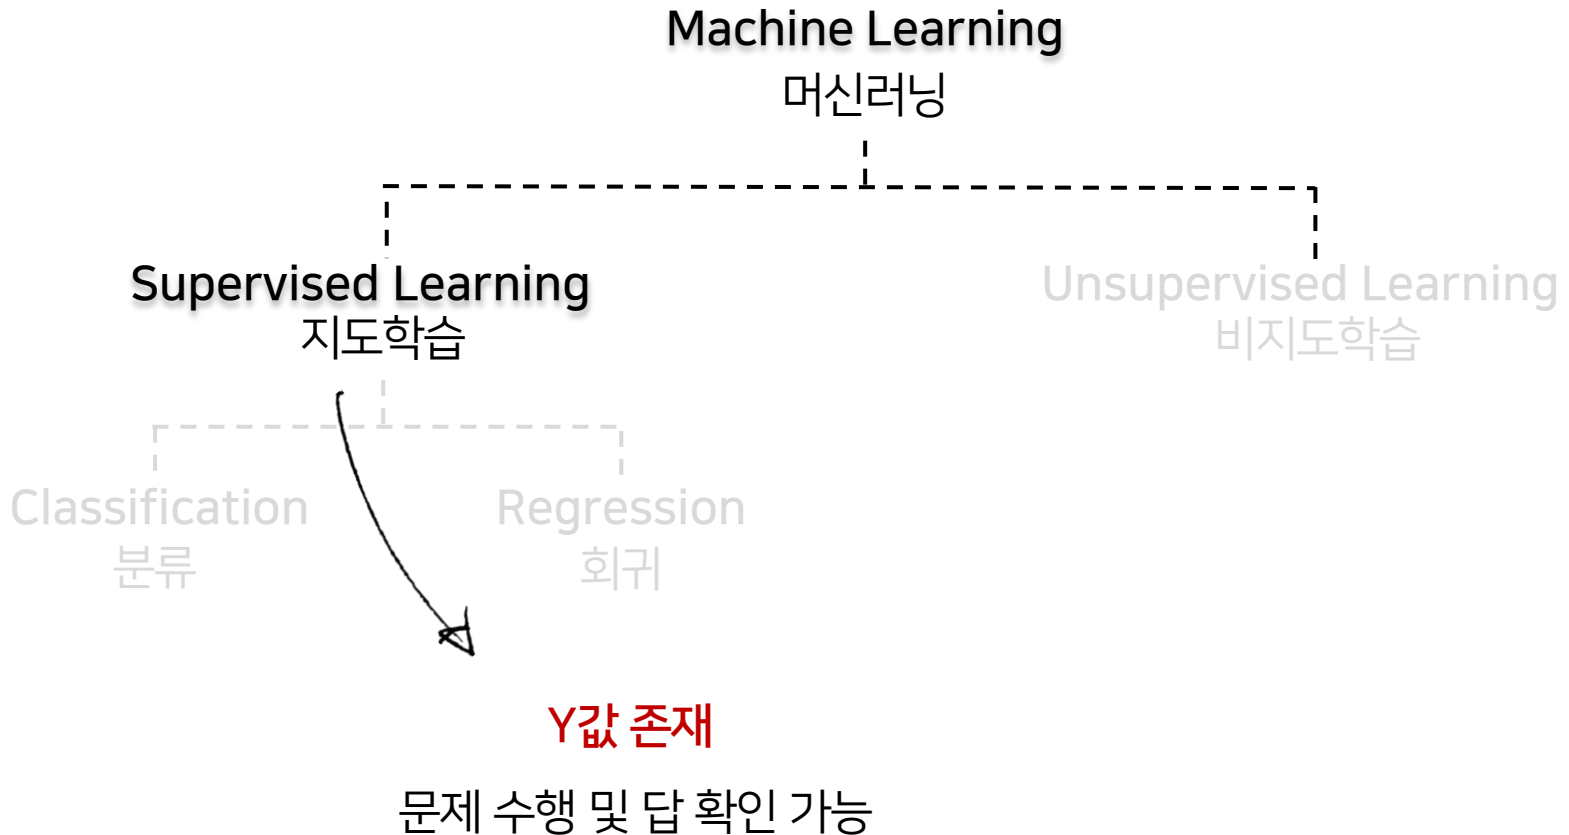 Machine Learning
머신러닝
Supervised Learning
지도학습
Unsupervised Learning
비지도학습
Classification
분류
Regression
회귀
Y값 존재
문제 수행 및 답 확인 가능